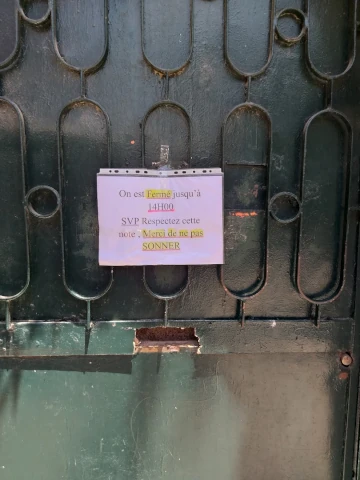 On est Fermé jusqu'à
14H00
SVP Respectez cette
note . Merci de ne pas
SONNER